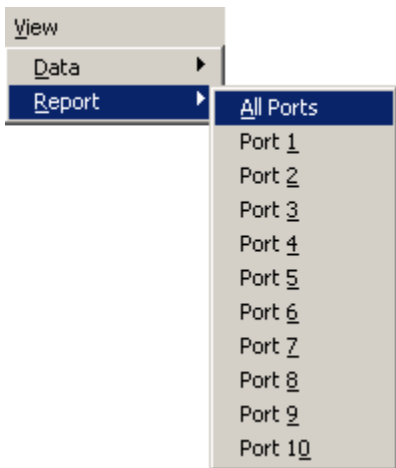 View
Data
Report
All Ports
Port 1
Port 2
Port 3
Port 4
Port 5
Port 6
Port 7
Port 8
Port 9
Port 10